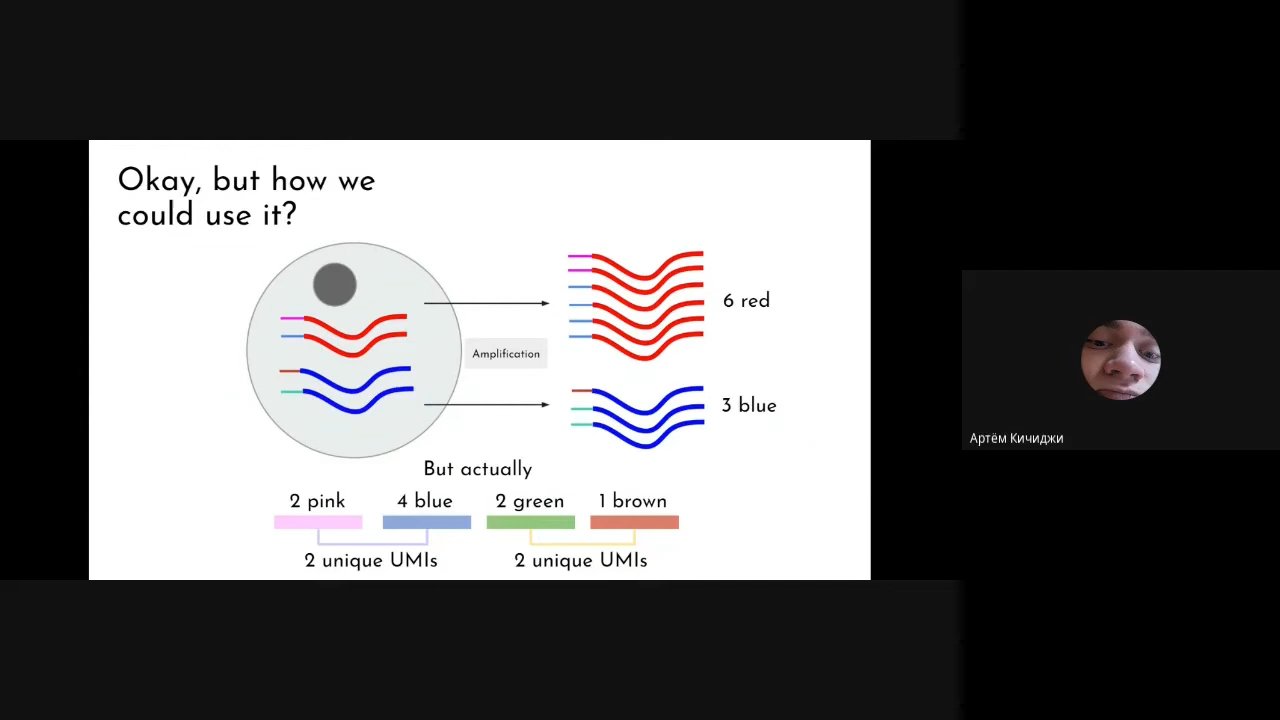 Okay, but how we
could use it?
6 red
Amplification
3 blue
But actually
2 pink 4 blue 2 green 1 brown
2 unique UMIs 2 unique UMIs
Артём Кичиджи